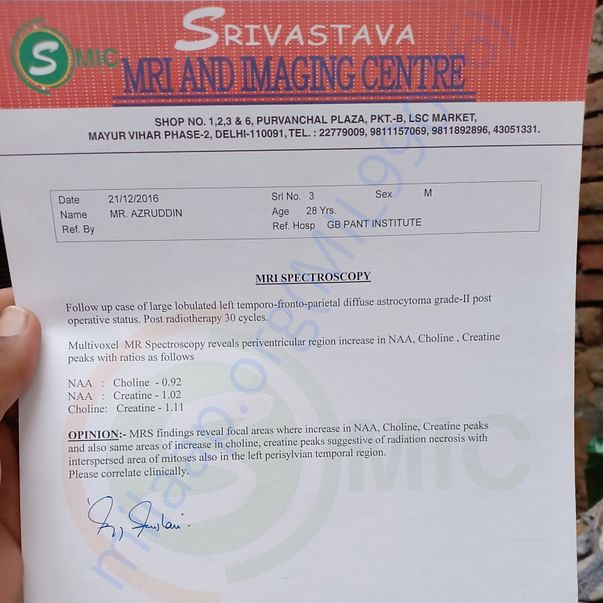 S MIC
SRIVASTAVA
MRI AND IMAGING CENTRE
SHOP NO. 1,2,3 & 6, PURVANCHAL PLAZA, PKT.-B, LSC MARKET,
MAYUR VIHAR PHASE-2, DELHI-110091, TEL. : 22779009, 9811157069, 9811892896, 43051331.
Date 21/12/2016 Srl No. 3 Sex M
Name MR. AZRUDDIN Age 28 Yrs.
Ref. By Ref. Hosp GB PANT INSTITUTE
MRI SPECTROSCOPY
Follow up case of large lobulated left temporo-fronto-parietal diffuse astrocytoma grade-II post
operative status. Post radiotherapy 30 cycles.
Multivoxel MR Spectroscopy reveals periventricular region increase in NAA, Choline , Creatine
peaks with ratios as follows
NAA : Choline - 0.92
NAA : Creatine - 1.02
Choline: Creatine - 1.11
OPINION:- MRS findings reveal focal areas where increase in NAA, Choline, Creatine peaks
and also same areas of increase in choline, creatine peaks suggestive of radiation necrosis with
interspersed area of mitoses also in the left perisylvian temporal region.
Please correlate clinically.
SMIC